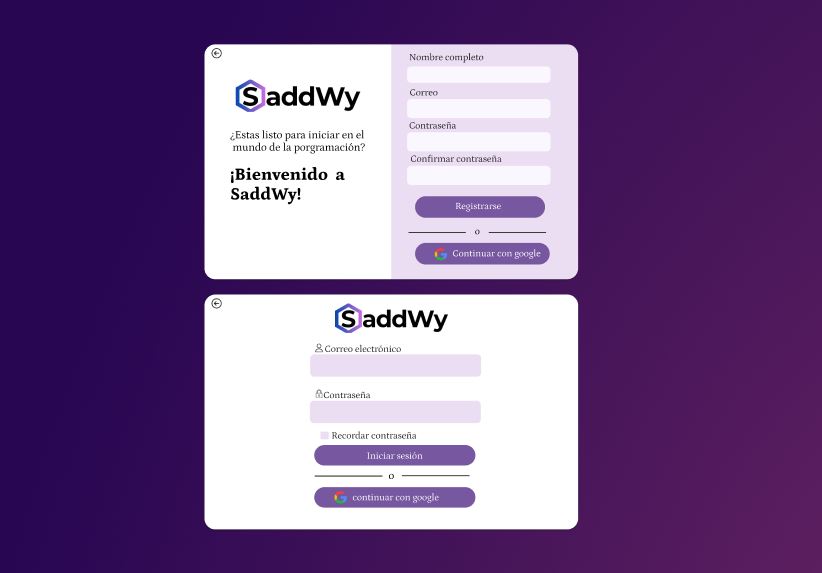 SaddWy
¿Estas listo para iniciar en el
mundo de la porgramación?
¡Bienvenido a
SaddWy!
Nombre completo
Correo
Contraseña
Confirmar contraseña
Registrarse
o
Continuar con google
SaddWy
Correo electrónico
Contraseña
Recordar contraseña
Iniciar sesión
o
continuar con google